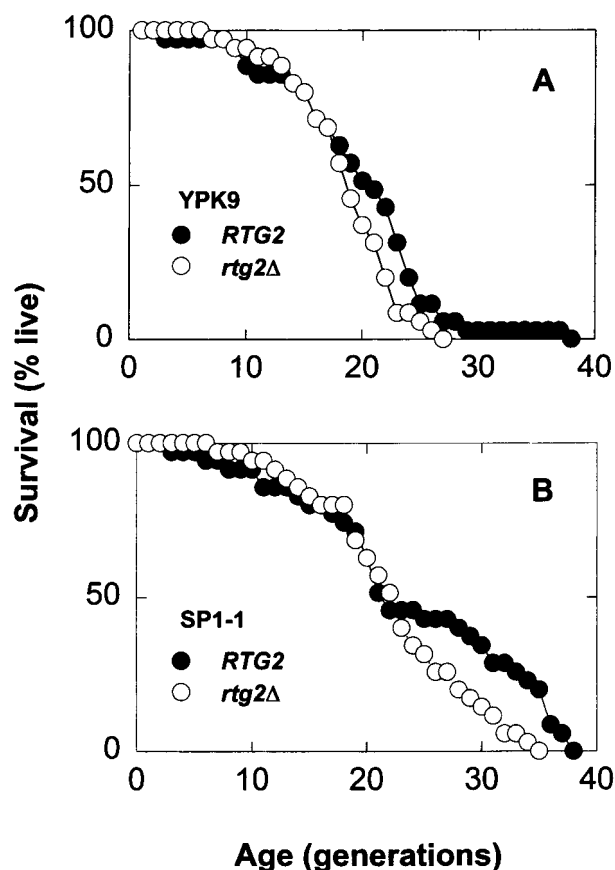 Survival (% live)
100
50
0
A
YPK9
RTG2
rtg2Δ
0 10 20 30 40
100
50
0
B
SP1-1
RTG2
rtg2Δ
0 10 20 30 40
Age (generations)